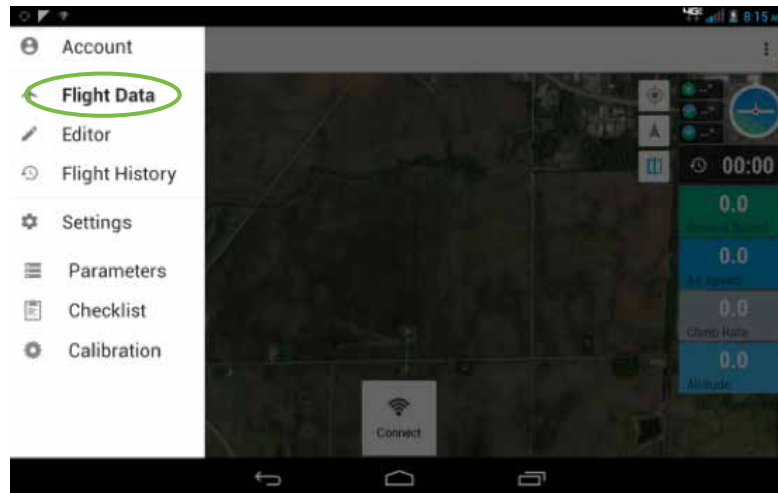 4G
8:15
Account
Flight Data
Editor
Flight History
Settings
Parameters
Checklist
Calibration
00:00
0.0
0.0
Air Speed
0.0
Climb Rate
0.0
Altitude
Connect